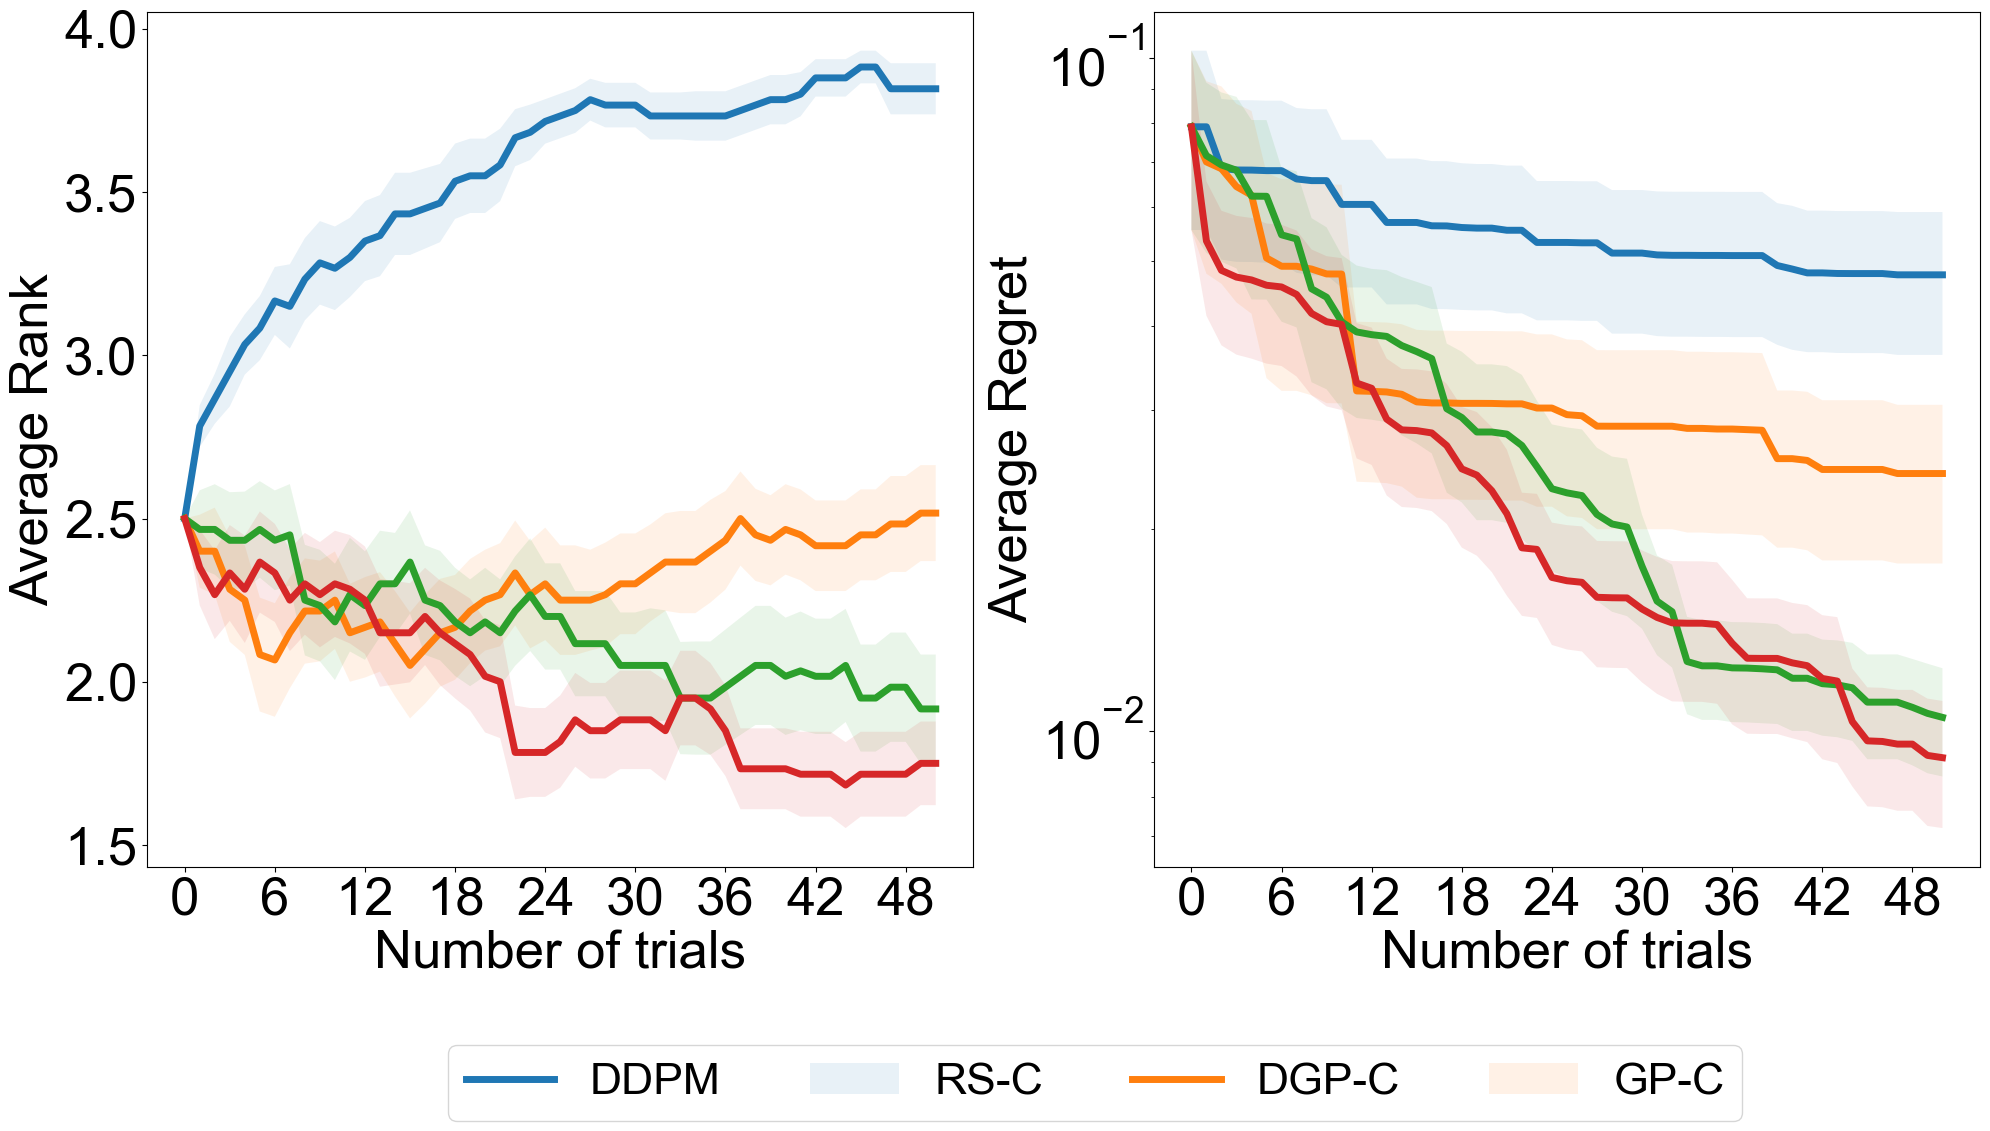 4.0
3.5
3.0
2.5
2.0
1.5
Average Rank
0 6 12 18 24 30 36 42 48
Number of trials
10−1
10−2
Average Regret
0 6 12 18 24 30 36 42 48
Number of trials
DDPM RS-C DGP-C GP-C